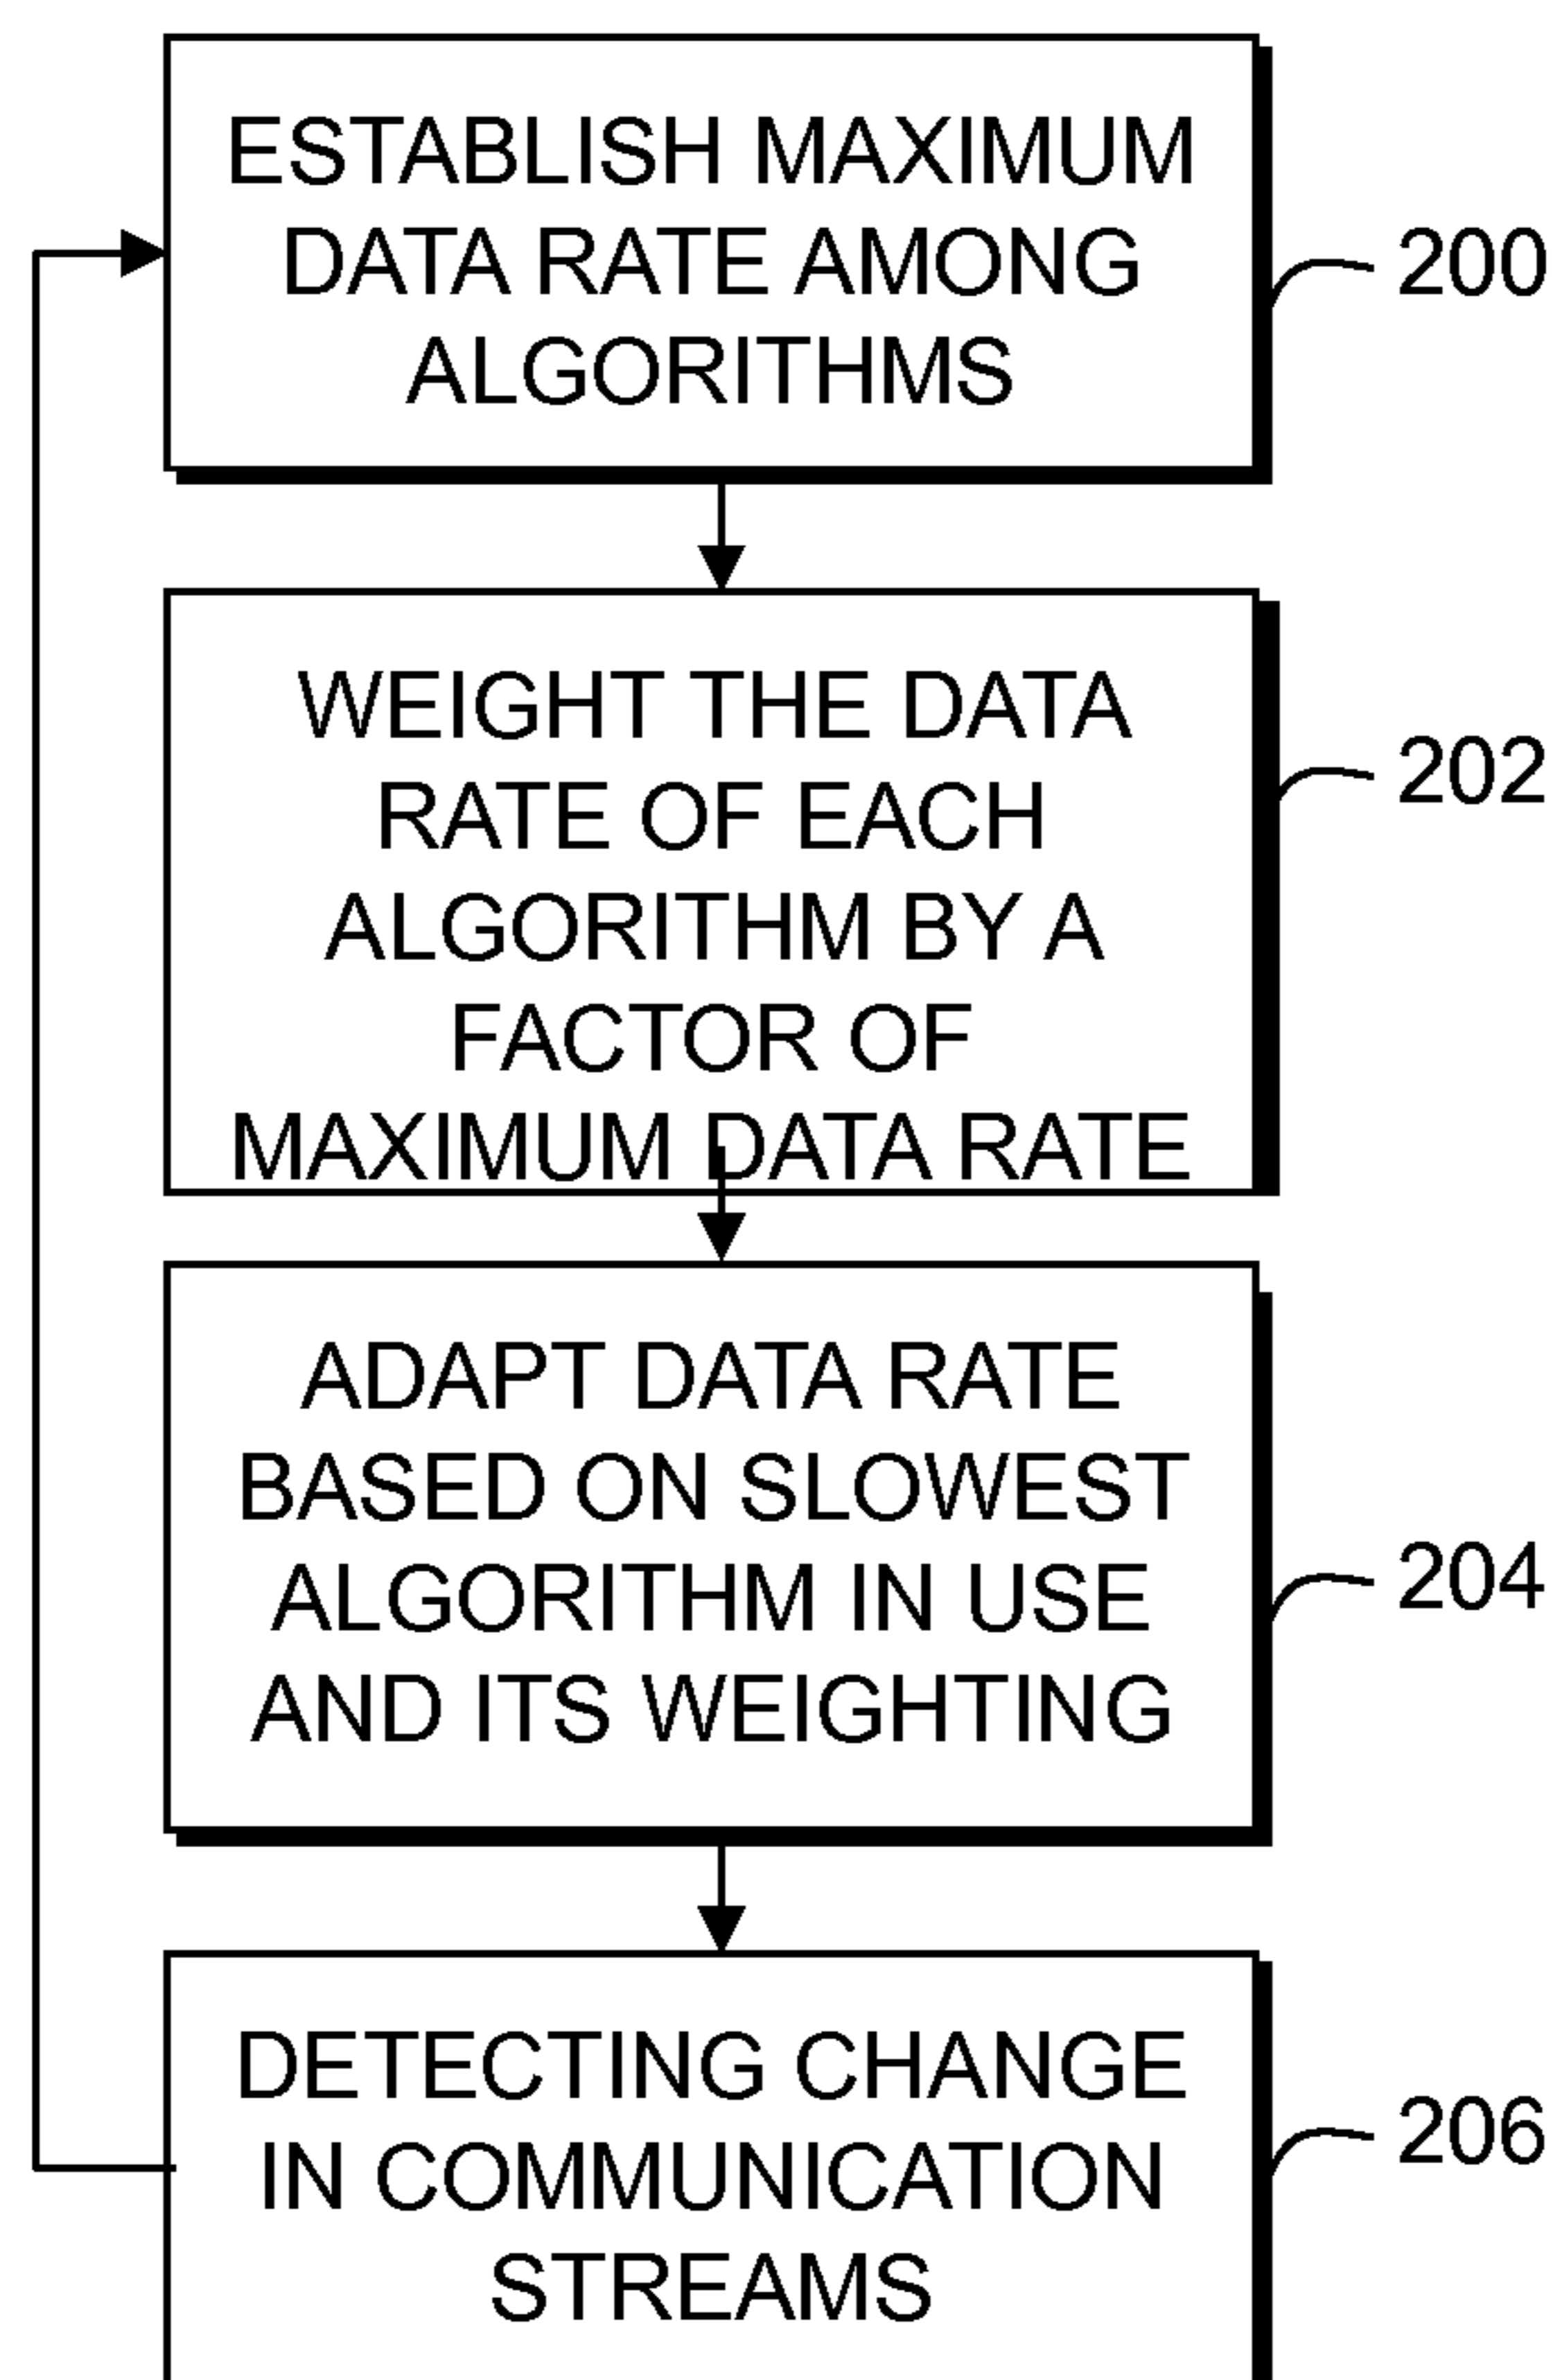 ESTABLISH MAXIMUM
DATA RATE AMONG
ALGORITHMS
200
WEIGHT THE DATA
RATE OF EACH
ALGORITHM BY A
FACTOR OF
MAXIMUM DATA RATE
202
ADAPT DATA RATE
BASED ON SLOWEST
ALGORITHM IN USE
AND ITS WEIGHTING
204
DETECTING CHANGE
IN COMMUNICATION
STREAMS
206